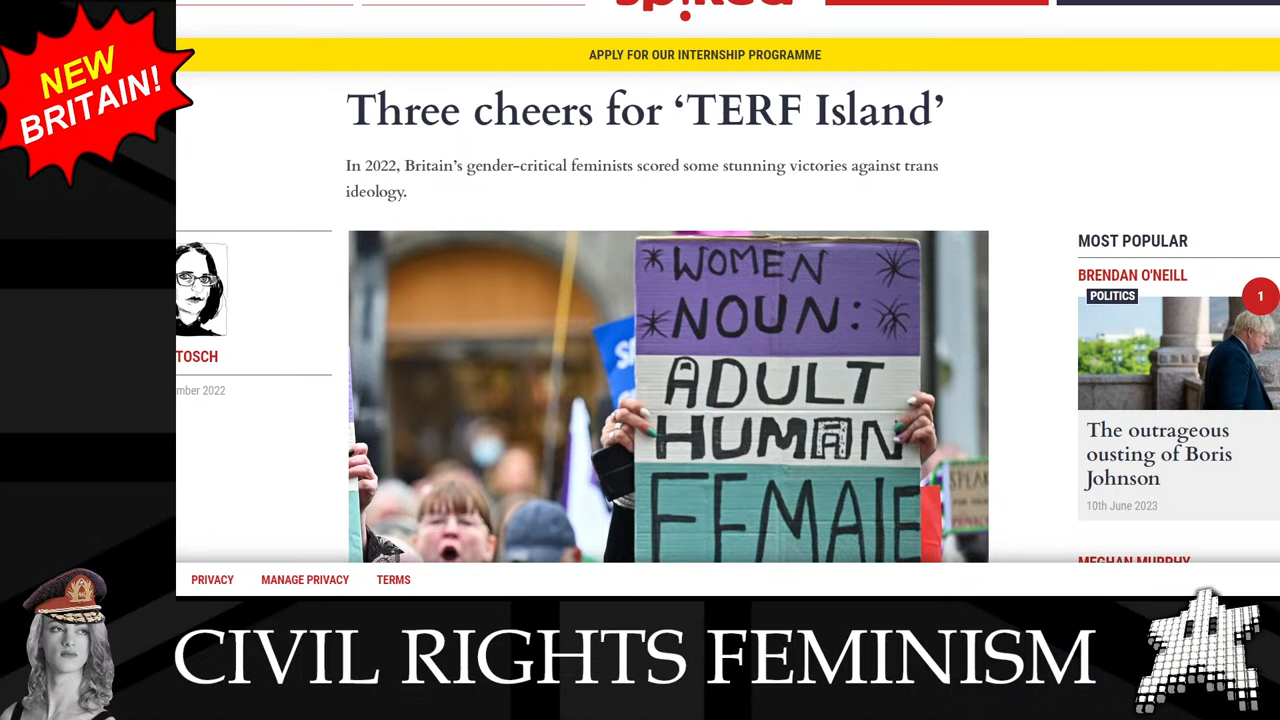 NEW
BRITAIN!
APPLY FOR OUR INTERNSHIP PROGRAMME
Three cheers for ‘TERF Island’
In 2022, Britain’s gender-critical feminists scored some stunning victories against trans
ideology.
TOSCH
mber 2022
WOMEN
NOUN:
ADULT
HUMAN
FEMALE
MOST POPULAR
BRENDAN O'NEILL
POLITICS
1
The outrageous
ousting of Boris
Johnson
10th June 2023
PRIVACY MANAGE PRIVACY TERMS
CIVIL RIGHTS FEMINISM